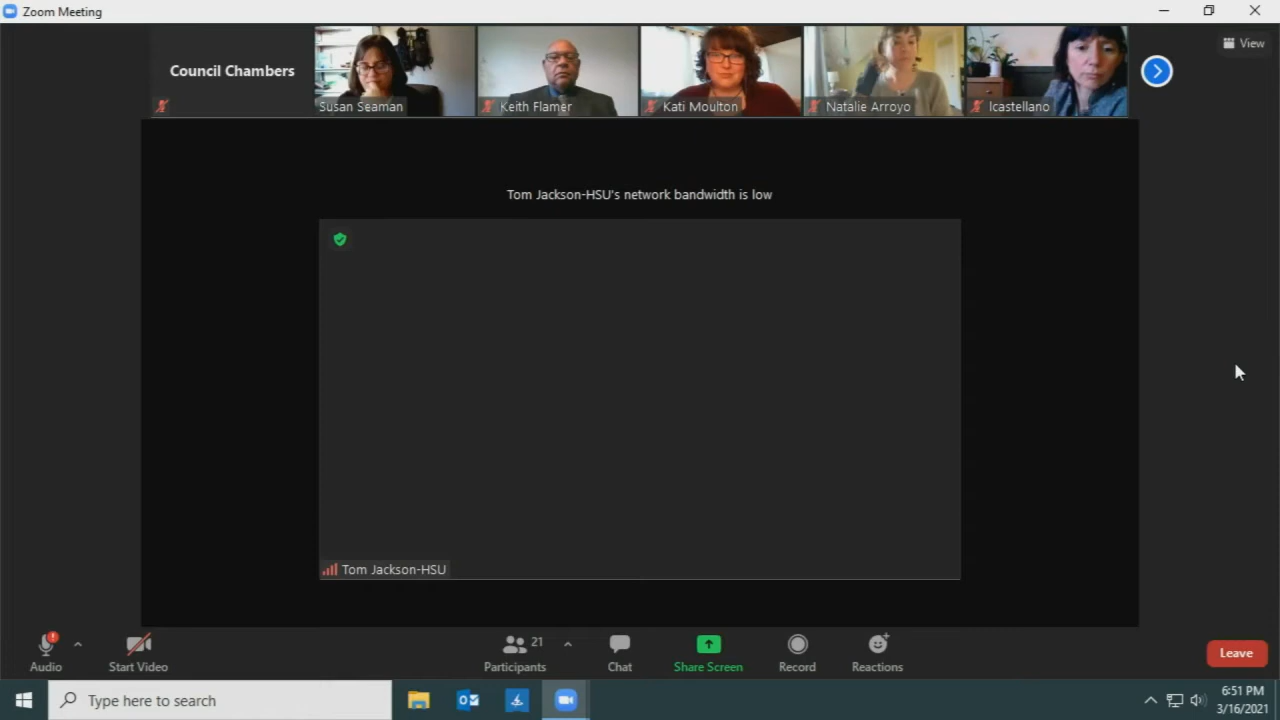 Zoom Meeting
View
Council Chambers
Susan Seaman
Keith Flamer
Kati Moulton
Natalie Arroyo
lcastellano
Tom Jackson-HSU's network bandwidth is low
Tom Jackson-HSU
Audio
Start Video
21
Participants
Chat
Share Screen
Record
Reactions
Leave
Type here to search
6:51 PM
3/16/2021